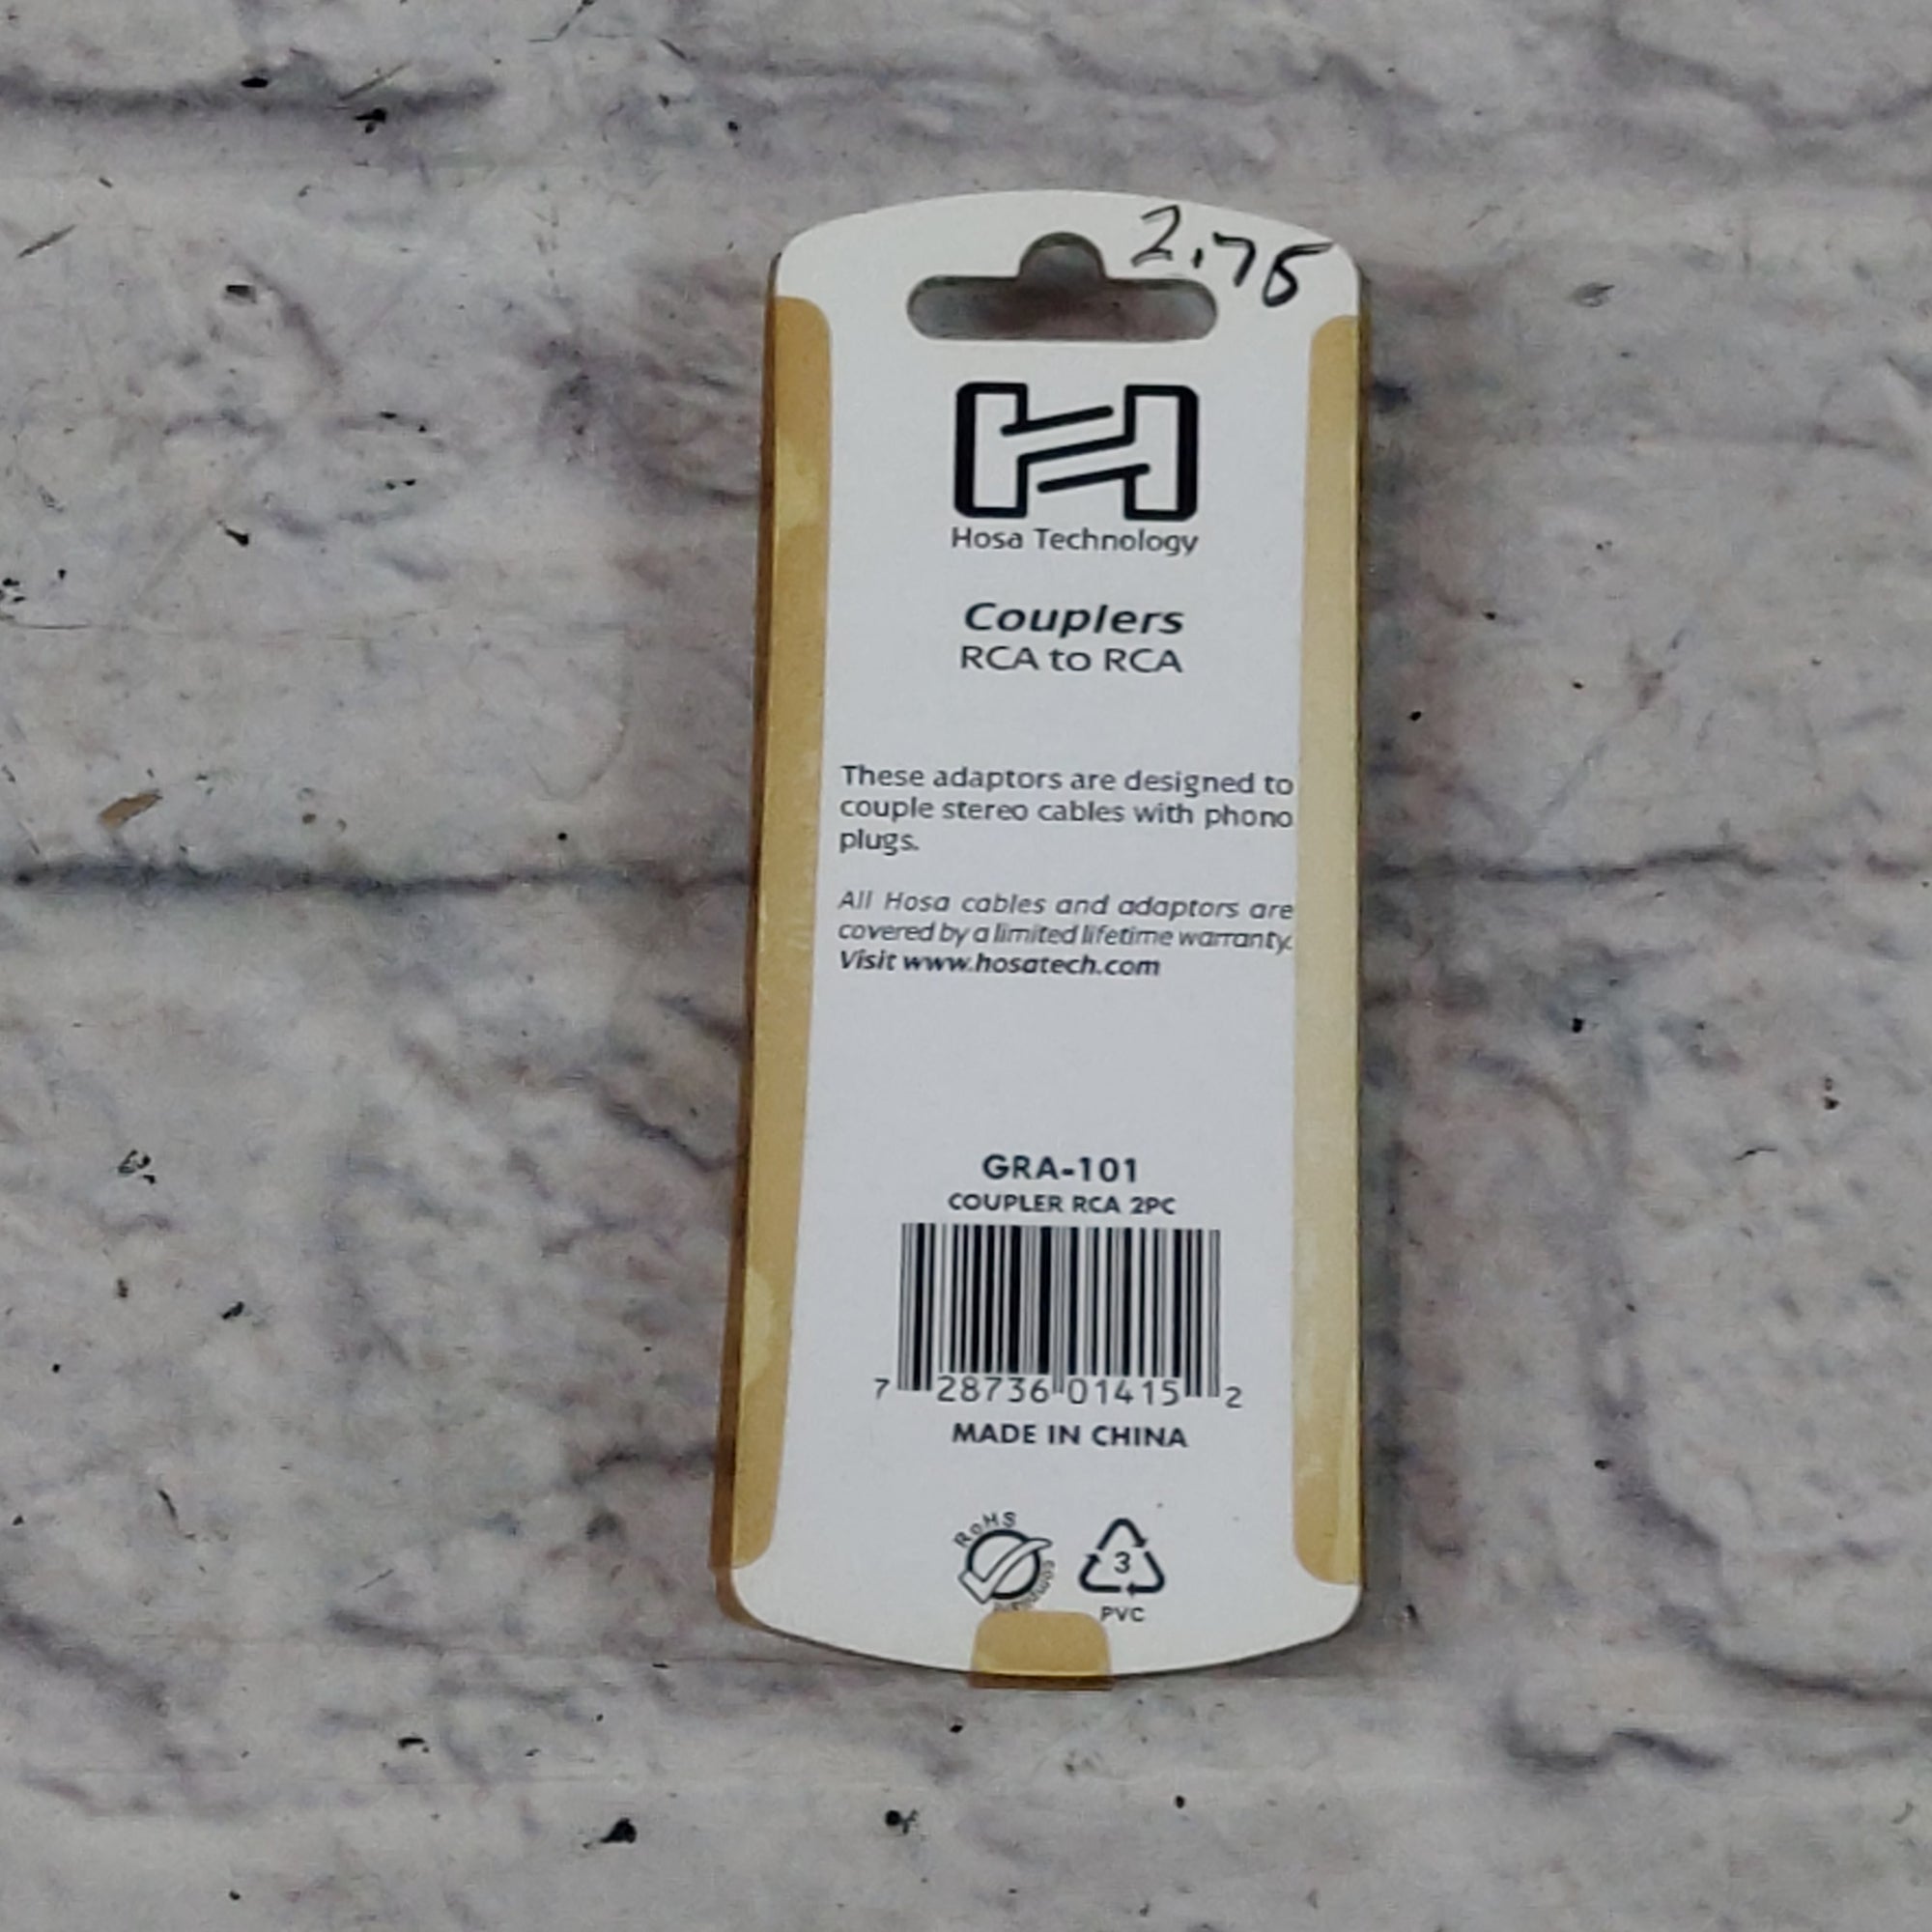 2.75
Hosa Technology
Couplers
RCA to RCA
These adaptors are designed to
couple stereo cables with phono
plugs.
All Hosa cables and adaptors are
covered by a limited lifetime warranty.
Visit www.hosatech.com
GRA-101
COUPLER RCA 2PC
7 28736 01415 2
MADE IN CHINA
RoHS
3
PVC